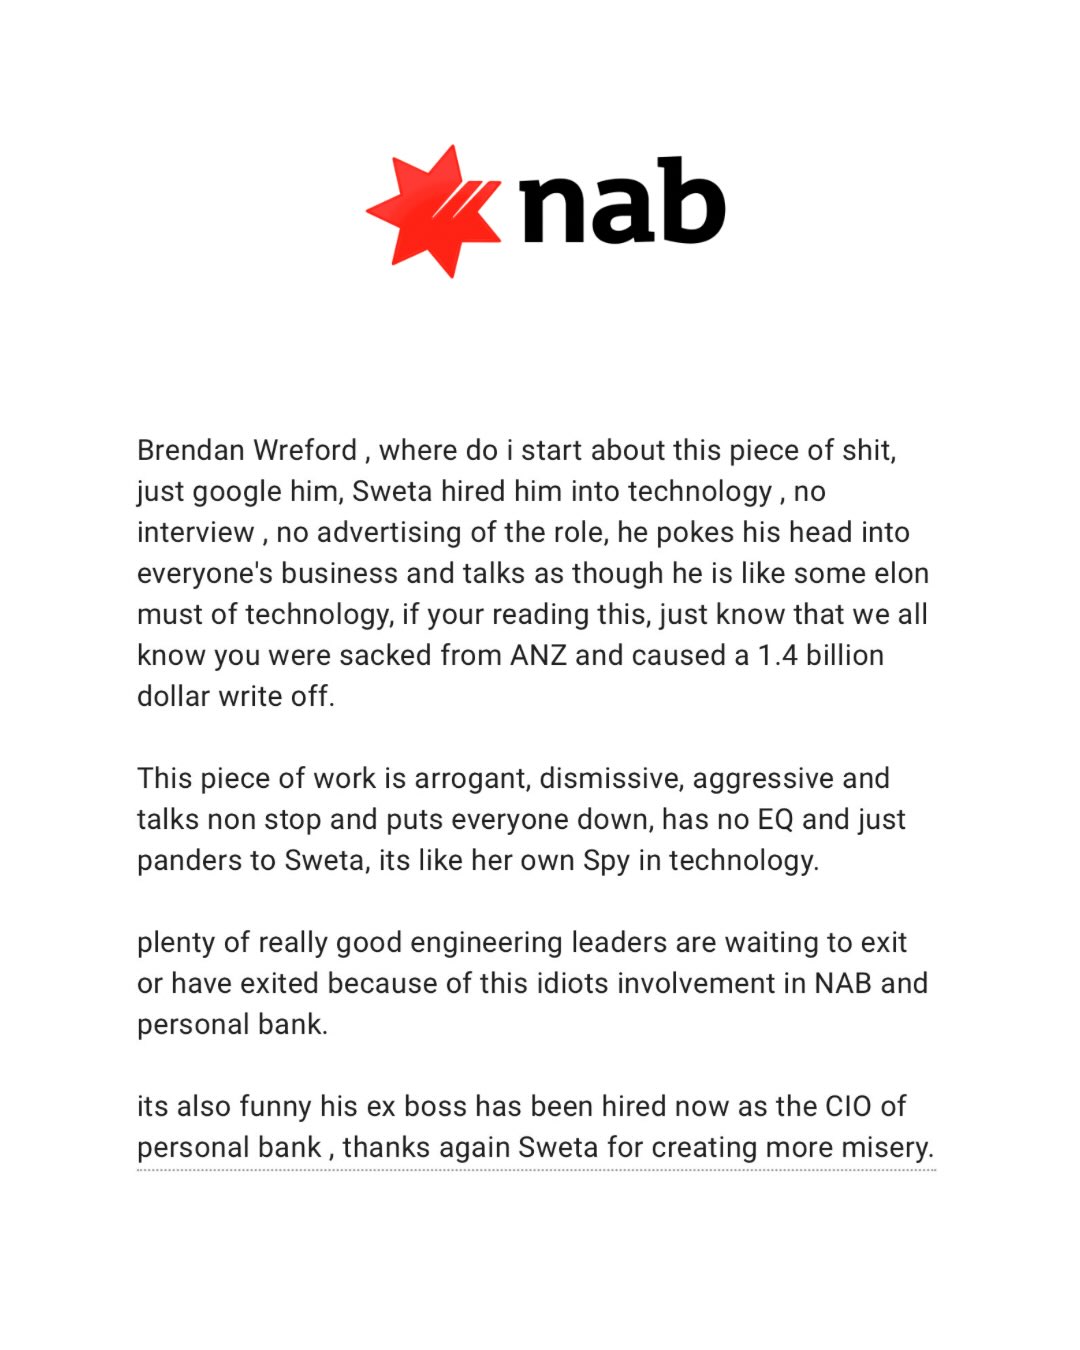 nab
Brendan Wreford , where do i start about this piece of shit,
just google him, Sweta hired him into technology , no
interview , no advertising of the role, he pokes his head into
everyone's business and talks as though he is like some elon
must of technology, if your reading this, just know that we all
know you were sacked from ANZ and caused a 1.4 billion
dollar write off.
This piece of work is arrogant, dismissive, aggressive and
talks non stop and puts everyone down, has no EQ and just
panders to Sweta, its like her own Spy in technology.
plenty of really good engineering leaders are waiting to exit
or have exited because of this idiots involvement in NAB and
personal bank.
its also funny his ex boss has been hired now as the CIO of
personal bank , thanks again Sweta for creating more misery.